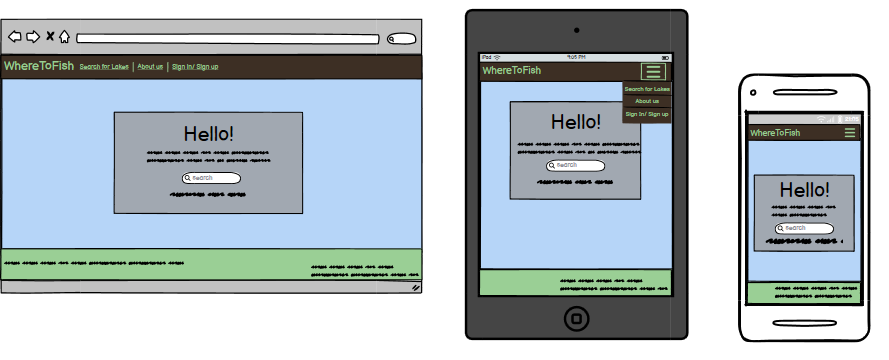 WhereToFish Search for Lakes | About us | Sign In/ Sign up
Hello!
search
iPad 9:05 PM
WhereToFish
Search for Lakes
About us
Sign In/ Sign up
Hello!
search
WhereToFish
Hello!
search